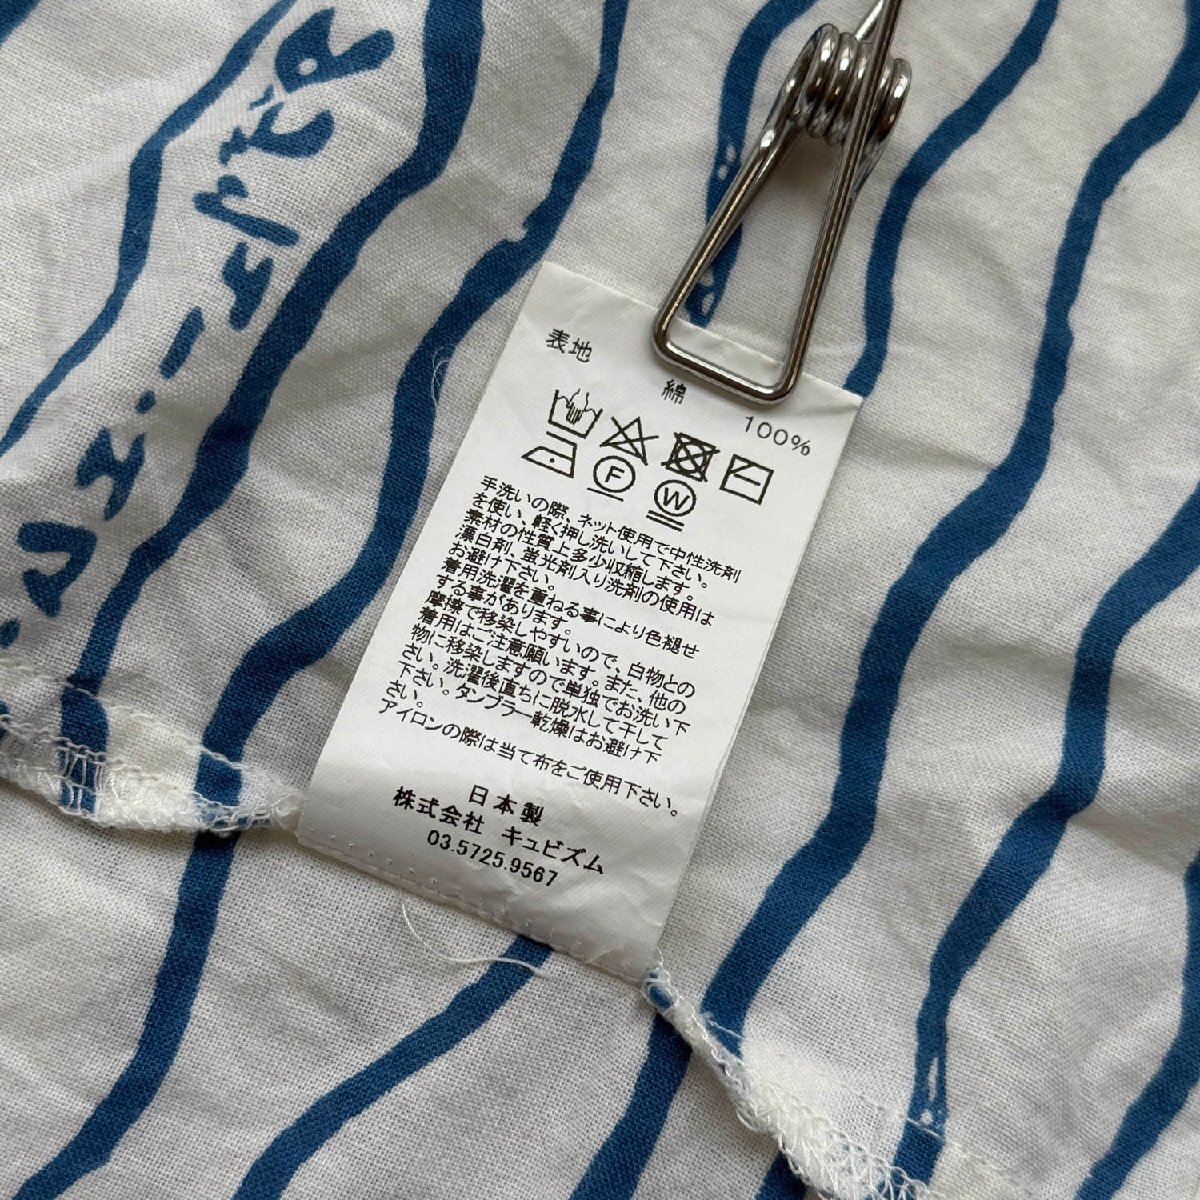 表地
綿
100%
F
W
手洗いの際、ネット使用で中性洗剤
を使い、軽く押し洗いして下さい。
素材の性質上多少収縮します。
漂白剤、蛍光剤入り洗剤の使用は
お避け下さい。
着用洗濯を重ねる事により色褪せ
する事があります。
摩擦で移染しやすいので、白物との
着用はご注意願います。また、他の
物に移染しますので単独でお洗い下
さい。洗濯後直ちに脱水して干して
下さい。タンブラー乾燥はお避け下
さい。
アイロンの際は当て布をご使用下さい。
日本製
株式会社 キュビズム
03.5725.9567